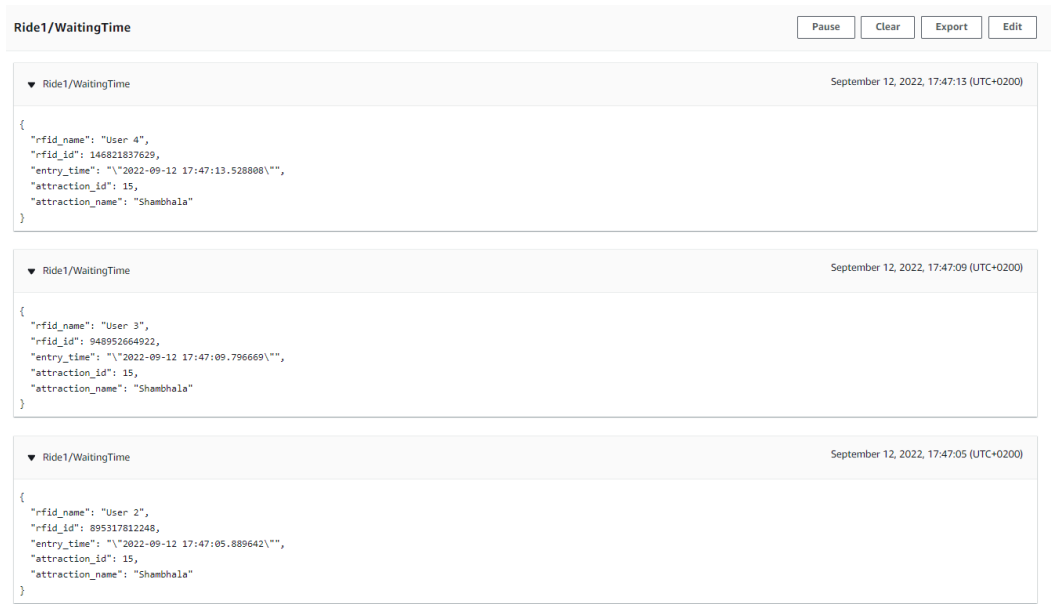 Ride1/WaitingTime
Pause Clear Export Edit
Ride1/WaitingTime September 12, 2022, 17:47:13 (UTC+0200)
{
"rfid_name": "User 4",
"rfid_id": 146821837629,
"entry_time": "\"2022-09-12 17:47:13.528808\"",
"attraction_id": 15,
"attraction_name": "Shambhala"
}
Ride1/WaitingTime September 12, 2022, 17:47:09 (UTC+0200)
{
"rfid_name": "User 3",
"rfid_id": 948952664922,
"entry_time": "\"2022-09-12 17:47:09.796669\"",
"attraction_id": 15,
"attraction_name": "Shambhala"
}
Ride1/WaitingTime September 12, 2022, 17:47:05 (UTC+0200)
{
"rfid_name": "User 2",
"rfid_id": 895317812248,
"entry_time": "\"2022-09-12 17:47:05.889642\"",
"attraction_id": 15,
"attraction_name": "Shambhala"
}